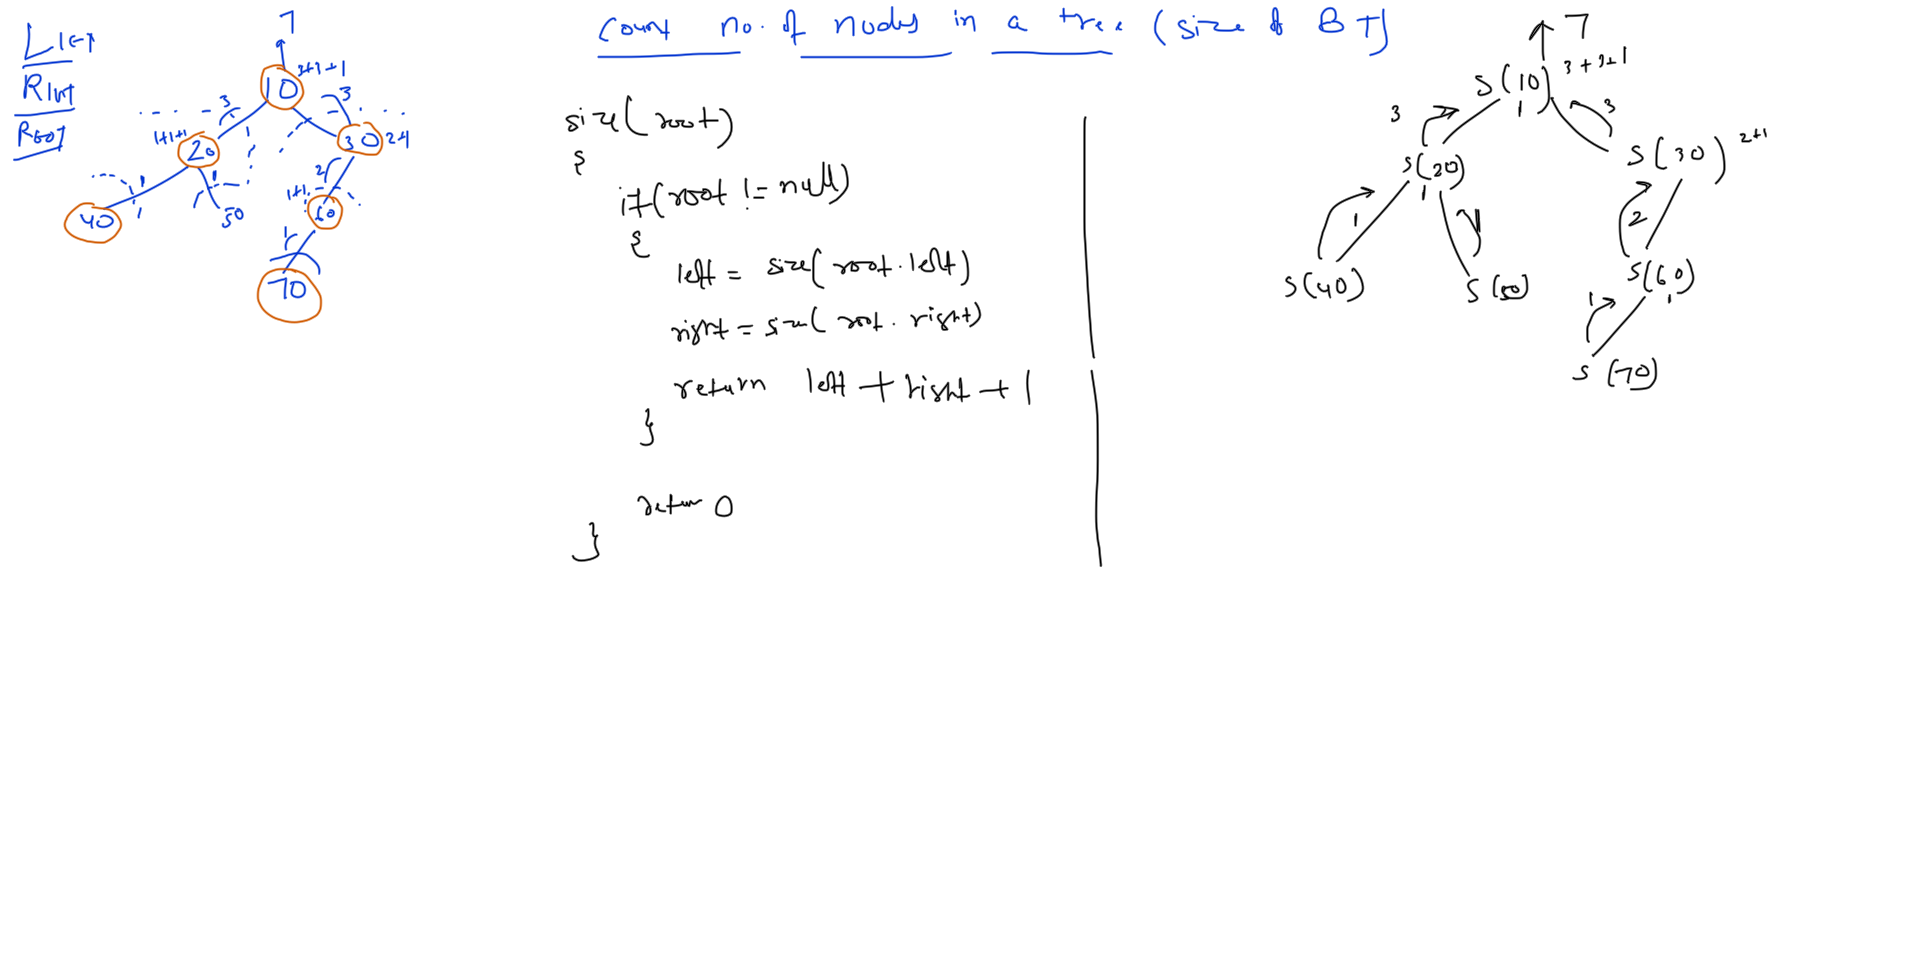 count no. of nodes in a tree (size of BT)
Left
Right
Root
7
10 3+3+1
3 3
1+1+1 20 30 2+1
1 1 2
40 50 1+1 60
1
70
size(root)
{
if(root != null)
{
left = size(root.left)
right = size(root.right)
return left + right + 1
}
return 0
}
7
S(10) 3+3+1
1
3 3
S(20) S(30) 2+1
1
1 1 2
S(40) S(50) S(60)
1
1
S(70)